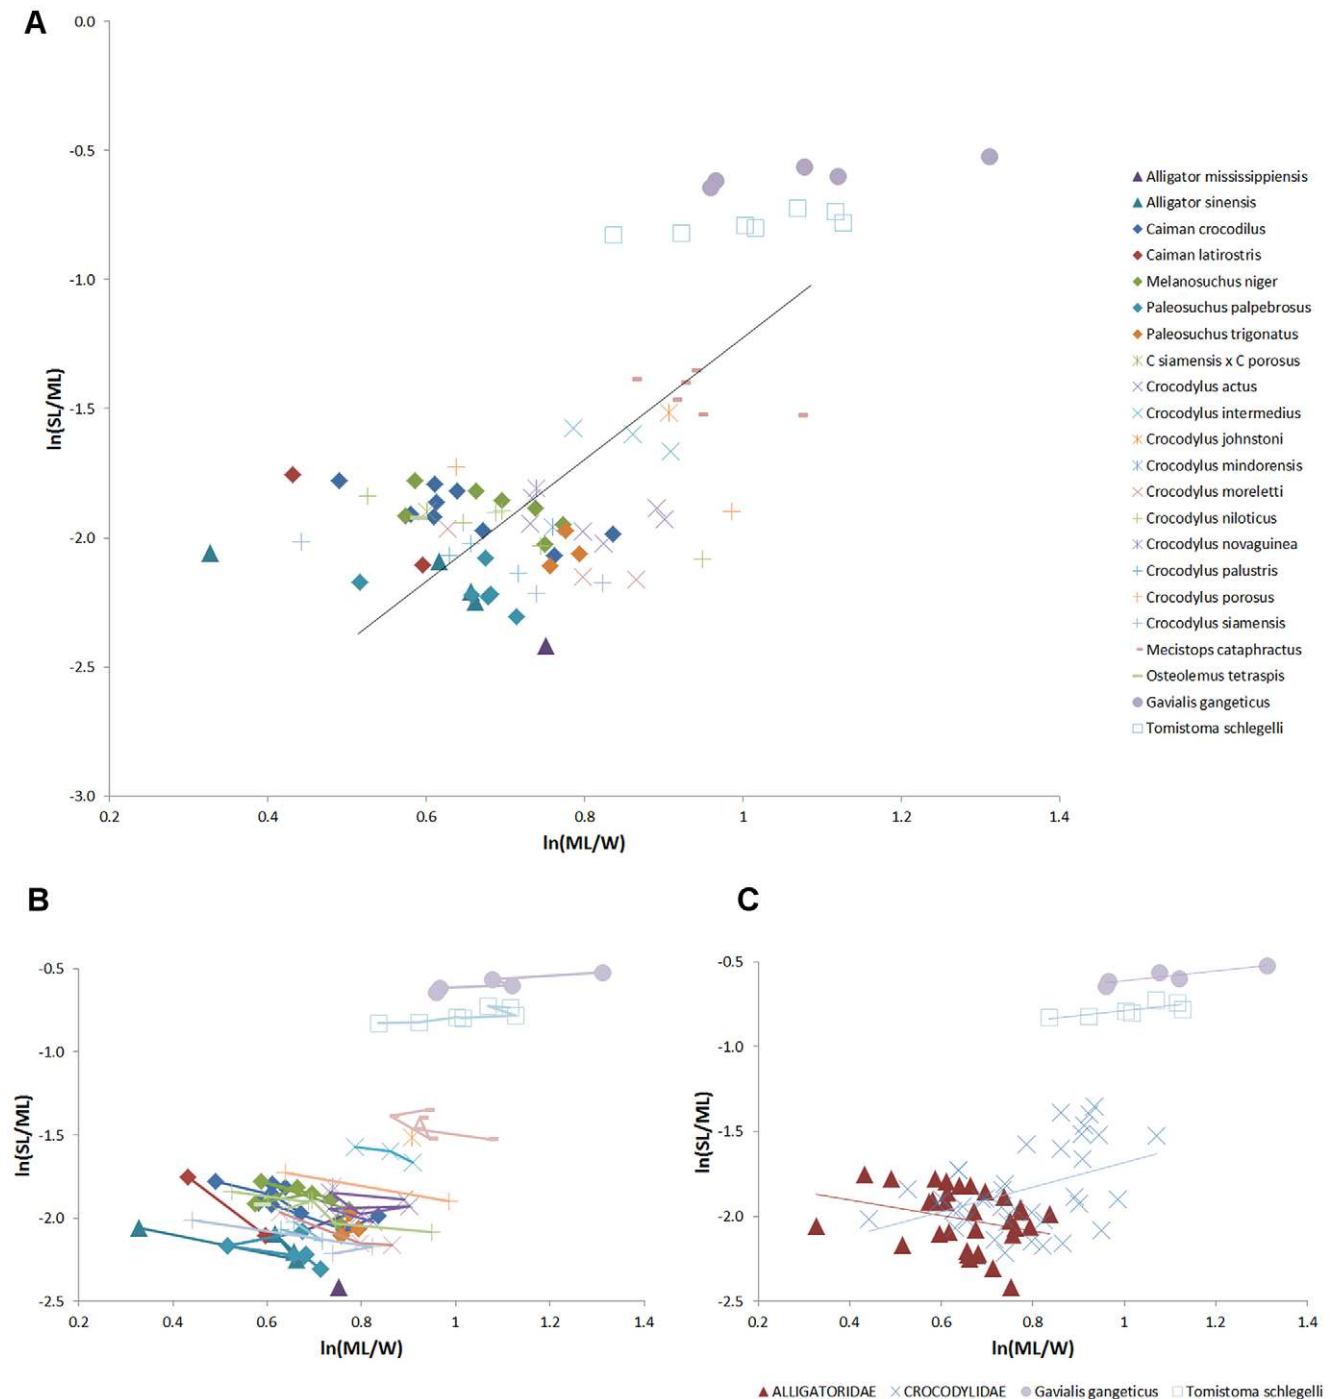 A
0.0
-0.5
-1.0
-1.5
-2.0
-2.5
-3.0
ln(SL/ML)
0.2 0.4 0.6 0.8 1 1.2 1.4
ln(ML/W)
Alligator mississippiensis
Alligator sinensis
Caiman crocodilus
Caiman latirostris
Melanosuchus niger
Paleosuchus palpebrosus
Paleosuchus trigonatus
C siamensis x C porosus
Crocodylus actus
Crocodylus intermedius
Crocodylus johnstoni
Crocodylus mindorensis
Crocodylus moreletti
Crocodylus niloticus
Crocodylus novaguinea
Crocodylus palustris
Crocodylus porosus
Crocodylus siamensis
Mecistops cataphractus
Osteolemus tetraspis
Gavialis gangeticus
Tomistoma schlegelli
B
-0.5
-1.0
-1.5
-2.0
-2.5
ln(SL/ML)
0.2 0.4 0.6 0.8 1 1.2 1.4
ln(ML/W)
C
-0.5
-1.0
-1.5
-2.0
-2.5
ln(SL/ML)
0.2 0.4 0.6 0.8 1 1.2 1.4
ln(ML/W)
ALLIGATORIDAE CROCODYLIDAE Gavialis gangeticus Tomistoma schlegelli